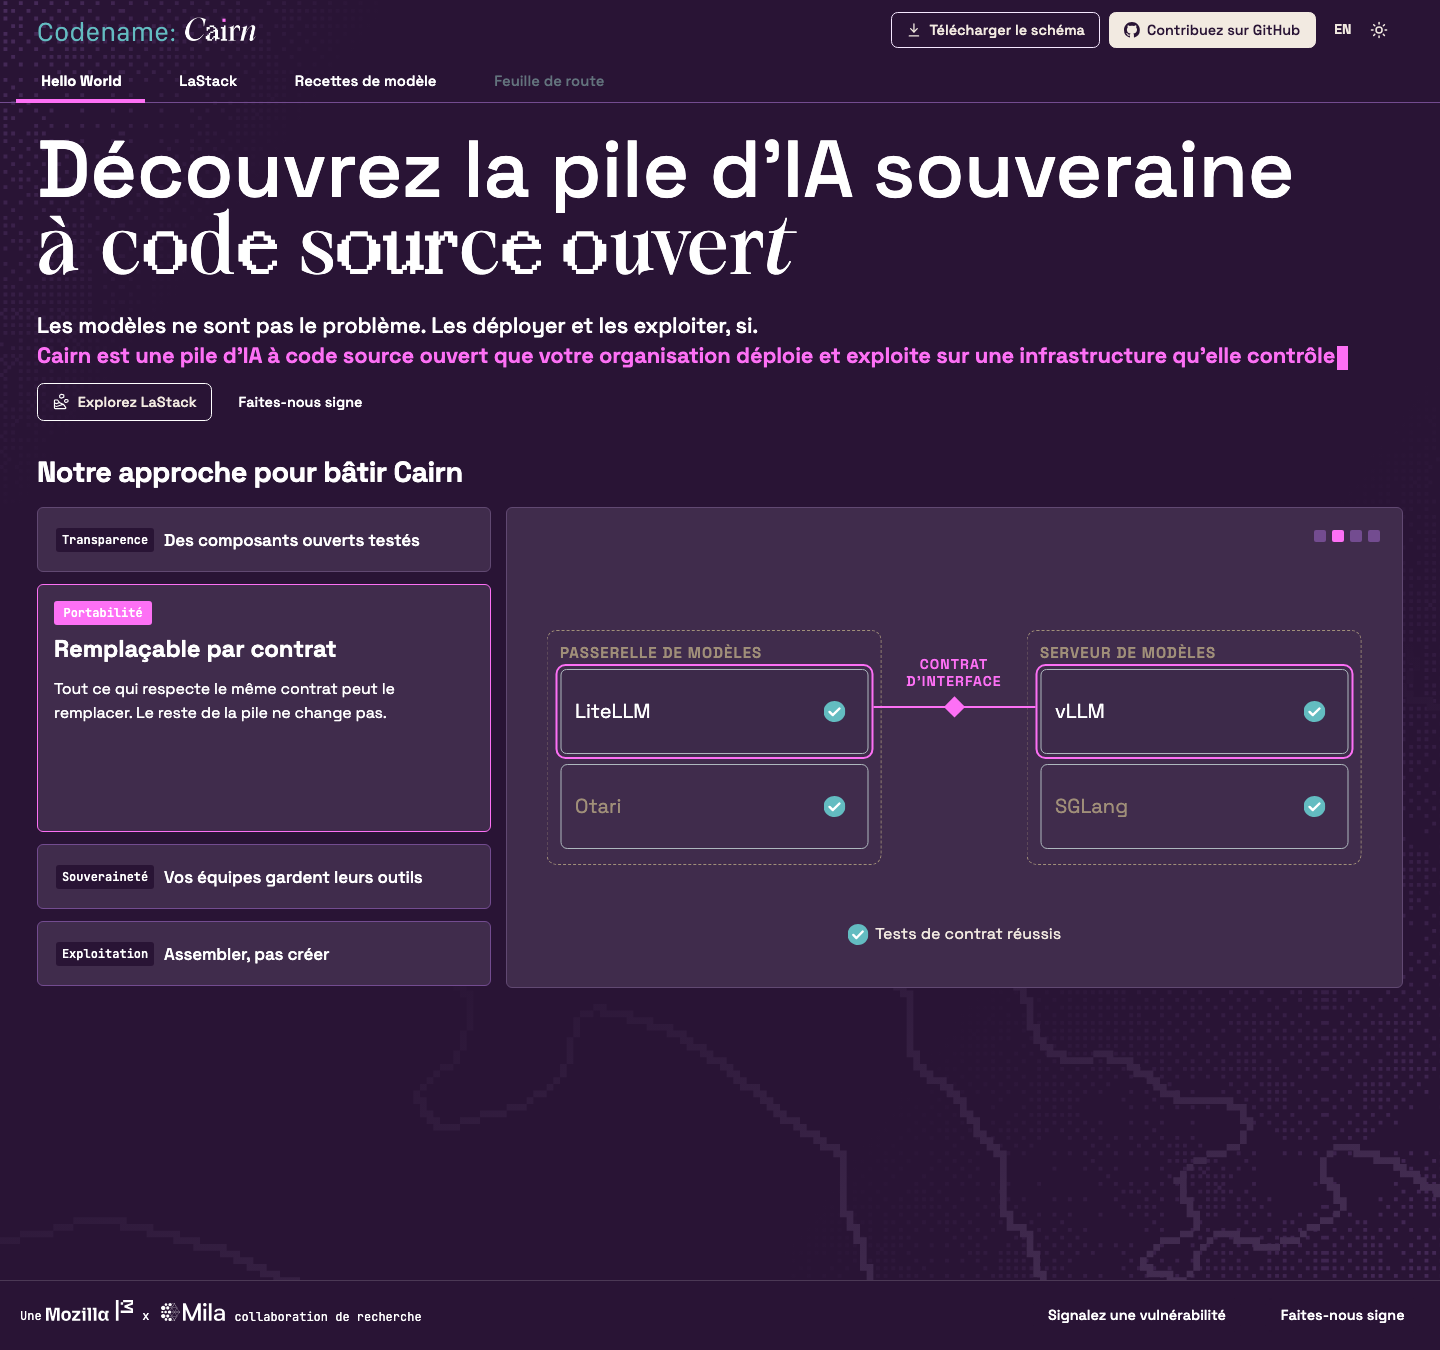 Codename: Cairn
Télécharger le schéma
Contribuez sur GitHub
EN
Hello World
LaStack
Recettes de modèle
Feuille de route
Découvrez la pile d'IA souveraine
à code source ouvert
Les modèles ne sont pas le problème. Les déployer et les exploiter, si.
Cairn est une pile d'IA à code source ouvert que votre organisation déploie et exploite sur une infrastructure qu'elle contrôle
Explorez LaStack
Faites-nous signe
Notre approche pour bâtir Cairn
Transparence Des composants ouverts testés
Portabilité
Remplaçable par contrat
Tout ce qui respecte le même contrat peut le
remplacer. Le reste de la pile ne change pas.
Souveraineté Vos équipes gardent leurs outils
Exploitation Assembler, pas créer
PASSERELLE DE MODÈLES
LiteLLM
Otari
CONTRAT
D'INTERFACE
SERVEUR DE MODÈLES
vLLM
SGLang
Tests de contrat réussis
Une Mozilla x Mila collaboration de recherche
Signalez une vulnérabilité
Faites-nous signe